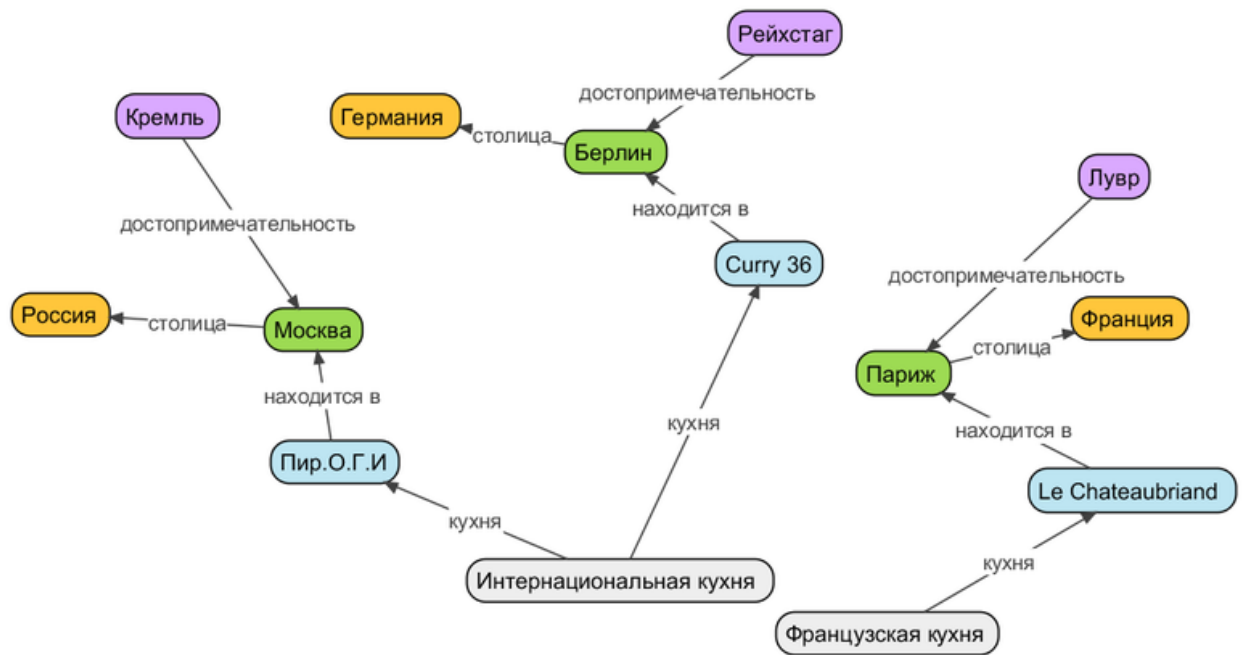 Рейхстаг
достопримечательность
Кремль
Германия
столица
Берлин
Лувр
находится в
достопримечательность
Curry 36
достопримечательность
Россия
столица
Москва
Франция
столица
Париж
находится в
кухня
находится в
Пир.О.Г.И
Le Chateaubriand
кухня
кухня
Интернациональная кухня
Французская кухня